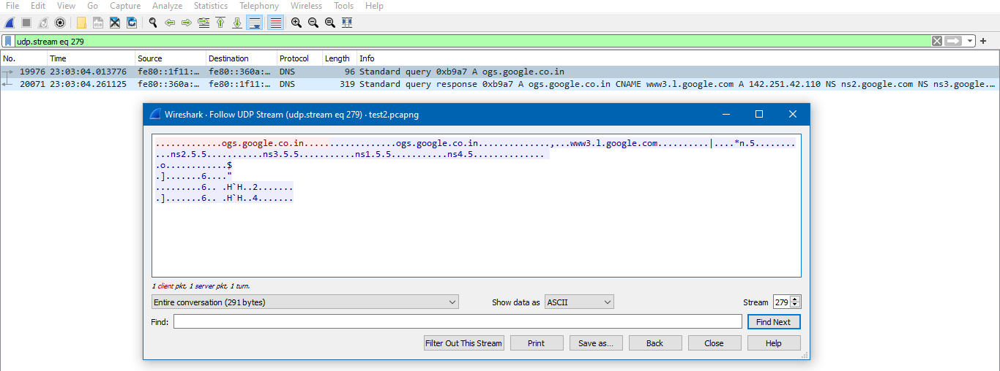 File Edit View Go Capture Analyze Statistics Telephony Wireless Tools Help
udp.stream eq 279
No. Time Source Destination Protocol Length Info
19976 23:03:04.013776 fe80::1f11:… fe80::360a:… DNS 96 Standard query 0xb9a7 A ogs.google.co.in
20071 23:03:04.261125 fe80::360a:… fe80::1f11:… DNS 319 Standard query response 0xb9a7 A ogs.google.co.in CNAME www3.l.google.com A 142.251.42.110 NS ns2.google.com NS ns3.google.…
Wireshark · Follow UDP Stream (udp.stream eq 279) · test2.pcapng
.............ogs.google.co.in..................ogs.google.co.in..............,...www3.l.google.com..........|....*n.5........
...ns2.5.5...........ns3.5.5...........ns1.5.5...........ns4.5..............
.o............$
.].......6...."
.........6.. .H`H..2.......
.].......6.. .H`H..4.......
1 client pkt, 1 server pkt, 1 turn.
Entire conversation (291 bytes) Show data as ASCII Stream 279
Find: Find Next
Filter Out This Stream Print Save as… Back Close Help